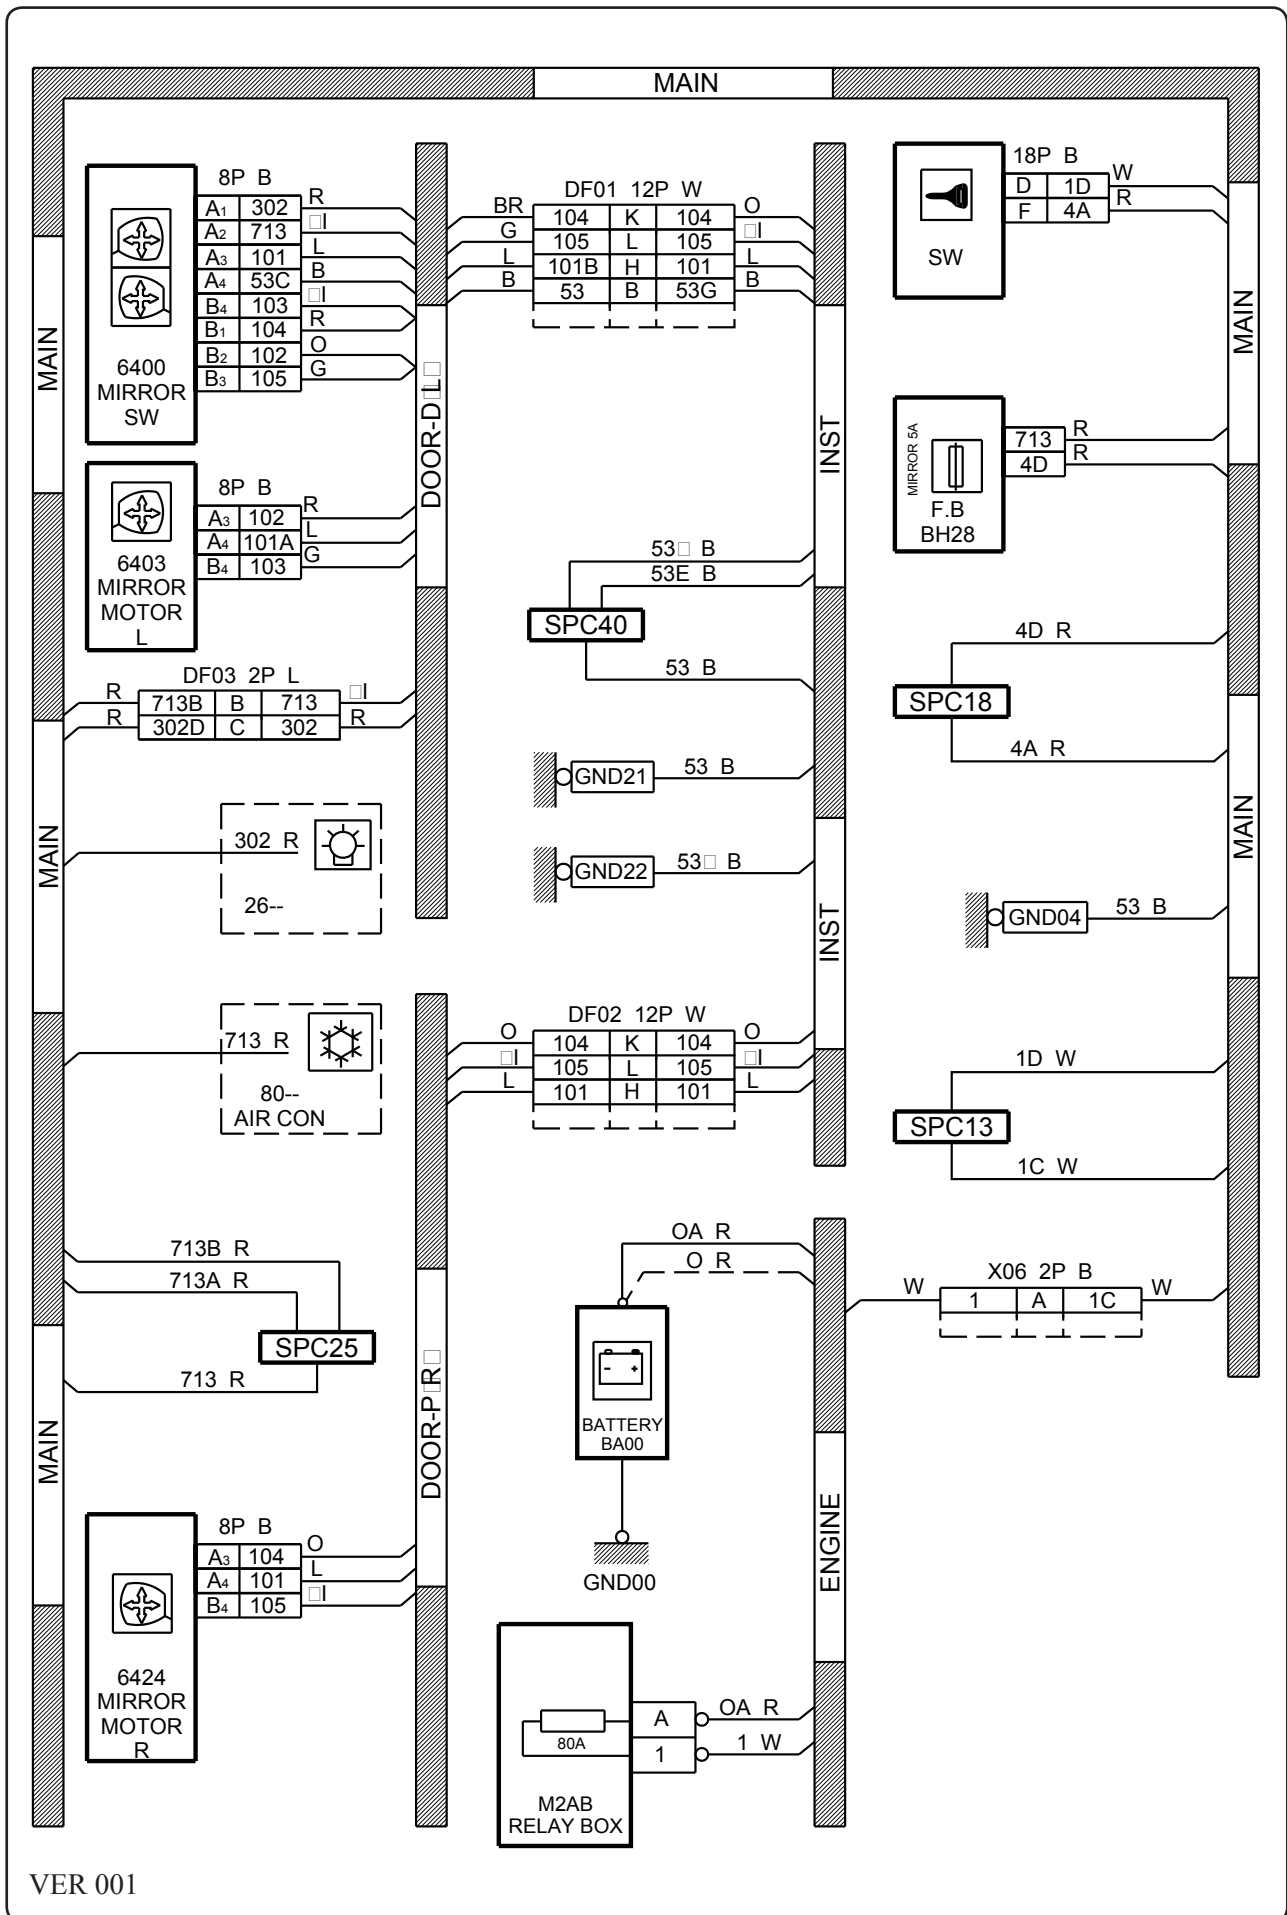 MAIN
MAIN
MAIN
MAIN
8P B
A1 302 R
A2 713 □I
A3 101 L
A4 53C B
B4 103 □I
B1 104 R
B2 102 O
B3 105 G
6400
MIRROR
SW
8P B
A3 102 R
A4 101A L
B4 103 G
6403
MIRROR
MOTOR
L
DF03 2P L
R 713B B 713 □I
R 302D C 302 R
302 R
26--
713 R
80--
AIR CON
713B R
713A R
SPC25
713 R
8P B
A3 104 O
A4 101 L
B4 105 □I
6424
MIRROR
MOTOR
R
DOOR-D□L□
DOOR-P□R□
DF01 12P W
BR 104 K 104 O
G 105 L 105 □I
L 101B H 101 L
B 53 B 53G B
53□ B
53E B
SPC40
53 B
GND21 53 B
GND22 53□ B
DF02 12P W
O 104 K 104 O
□I 105 L 105 □I
L 101 H 101 L
OA R
O R
BATTERY
BA00
GND00
80A
A OA R
1 1 W
M2AB
RELAY BOX
INST
INST
ENGINE
18P B
D 1D W
F 4A R
SW
MIRROR 5A
713 R
4D R
F.B
BH28
4D R
SPC18
4A R
GND04 53 B
1D W
SPC13
1C W
X06 2P B
W 1 A 1C W
MAIN
MAIN
VER 001